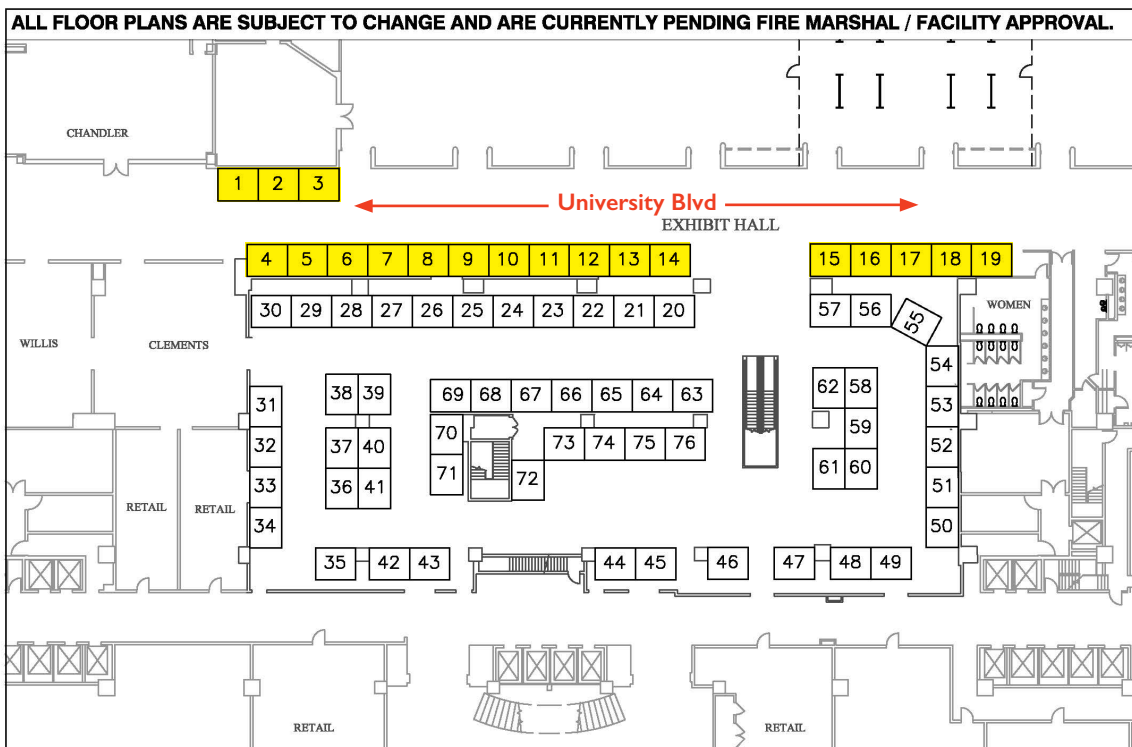 ALL FLOOR PLANS ARE SUBJECT TO CHANGE AND ARE CURRENTLY PENDING FIRE MARSHAL / FACILITY APPROVAL.
CHANDLER
1 2 3
University Blvd
EXHIBIT HALL
4 5 6 7 8 9 10 11 12 13 14 15 16 17 18 19
30 29 28 27 26 25 24 23 22 21 20 57 56 55
WOMEN
WILLIS
CLEMENTS
54
38 39 69 68 67 66 65 64 63 62 58
31 53
70 59
32 37 40 73 74 75 76 52
71 61 60
33 36 41 72 51
RETAIL
RETAIL
34 50
35 42 43 44 45 46 47 48 49
RETAIL
RETAIL